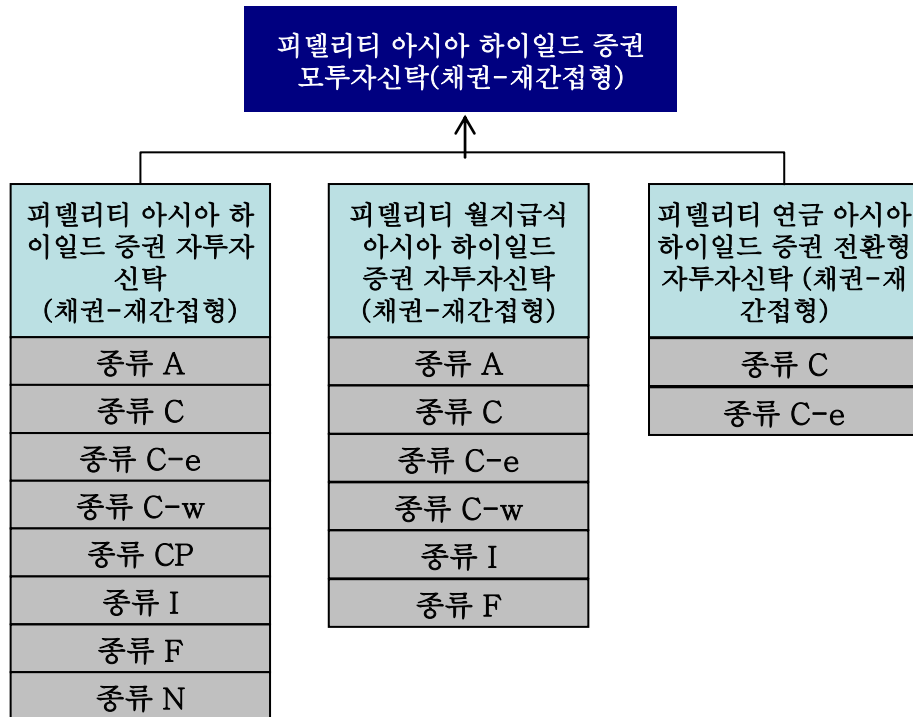 피델리티 아시아 하이일드 증권
모투자신탁(채권-재간접형)
피델리티 아시아 하
이일드 증권 자투자
신탁
(채권-재간접형)
종류 A
종류 C
종류 C-e
종류 C-w
종류 CP
종류 I
종류 F
종류 N
피델리티 월지급식
아시아 하이일드
증권 자투자신탁
(채권-재간접형)
종류 A
종류 C
종류 C-e
종류 C-w
종류 I
종류 F
피델리티 연금 아시아
하이일드 증권 전환형
자투자신탁 (채권-재
간접형)
종류 C
종류 C-e